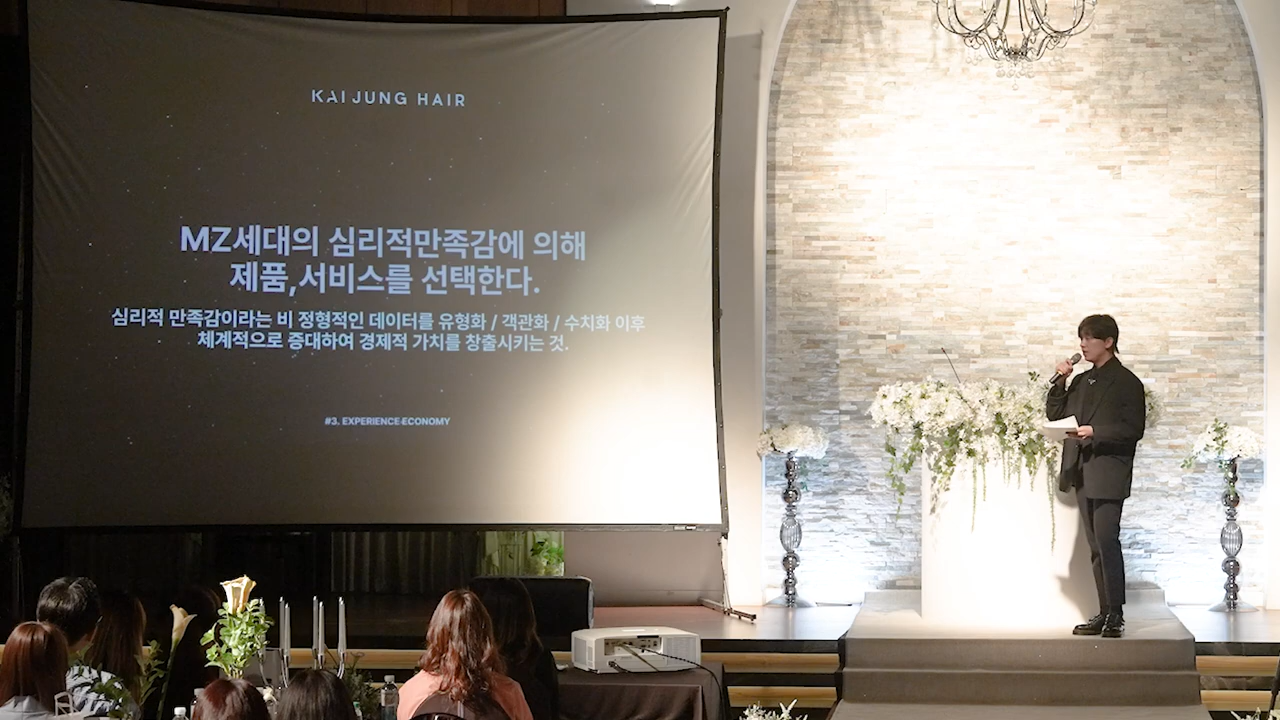 KAI JUNG HAIR
MZ세대의 심리적만족감에 의해
제품,서비스를 선택한다.
심리적 만족감이라는 비 정형적인 데이터를 유형화 / 객관화 / 수치화 이후
체계적으로 증대하여 경제적 가치를 창출시키는 것.
#3. EXPERIENCE ECONOMY